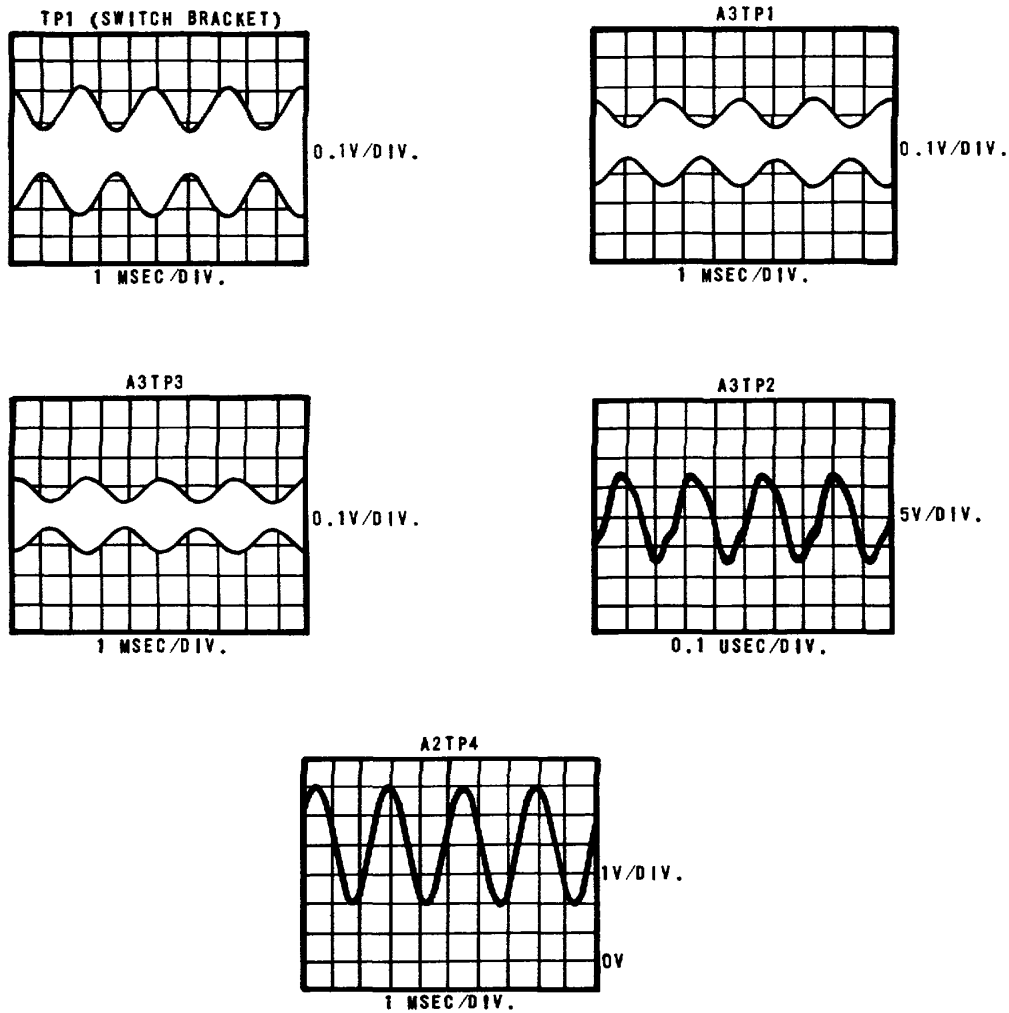 TP1 (SWITCH BRACKET)
0.1V/DIV.
1 MSEC/DIV.
A3TP1
0.1V/DIV.
1 MSEC/DIV.
A3TP3
0.1V/DIV.
1 MSEC/DIV.
A3TP2
5V/DIV.
0.1 USEC/DIV.
A2TP4
1V/DIV.
0V
1 MSEC/DIV.